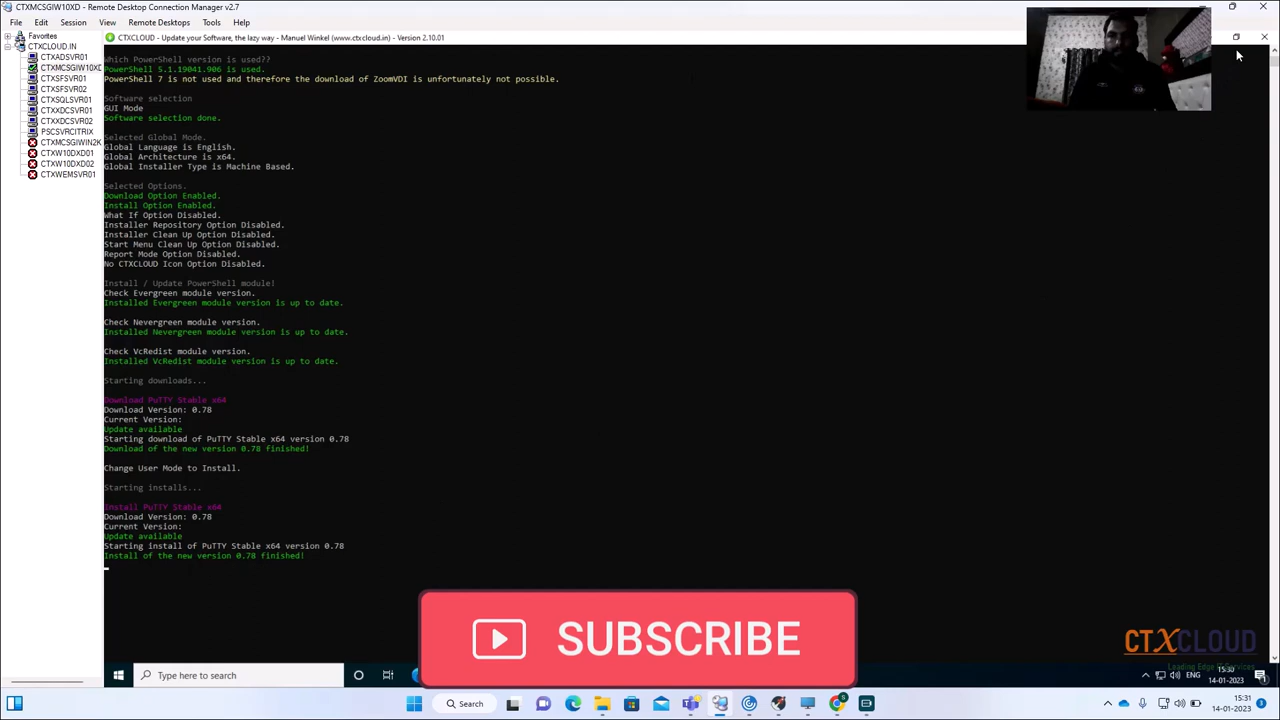 CTXMCSGIW10XD - Remote Desktop Connection Manager v2.7
File Edit Session View Remote Desktops Tools Help
Favorites
CTXCLOUD.IN
CTXADSVR01
CTXMCSGIW10XD
CTXSFSVR01
CTXSFSVR02
CTXSQLSVR01
CTXXDCSVR01
CTXXDCSVR02
PSCSVRCITRIX
CTXMCSGIWIN2K
CTXW10DXD01
CTXW10DXD02
CTXWEMSVR01
CTXCLOUD - Update your Software, the lazy way - Manuel Winkel (www.ctxcloud.in) - Version 2.10.01
Which PowerShell version is used??
PowerShell 5.1.19041.906 is used.
PowerShell 7 is not used and therefore the download of ZoomVDI is unfortunately not possible.
Software selection
GUI Mode
Software selection done.
Selected Global Mode.
Global Language is English.
Global Architecture is x64.
Global Installer Type is Machine Based.
Selected Options.
Download Option Enabled.
Install Option Enabled.
What If Option Disabled.
Installer Repository Option Disabled.
Installer Clean Up Option Disabled.
Start Menu Clean Up Option Disabled.
Report Mode Option Disabled.
No CTXCLOUD Icon Option Disabled.
Install / Update PowerShell module!
Check Evergreen module version.
Installed Evergreen module version is up to date.
Check Nevergreen module version.
Installed Nevergreen module version is up to date.
Check VcRedist module version.
Installed VcRedist module version is up to date.
Starting downloads...
Download PuTTY Stable x64
Download Version: 0.78
Current Version:
Update available
Starting download of PuTTY Stable x64 version 0.78
Download of the new version 0.78 finished!
Change User Mode to Install.
Starting installs...
Install PuTTY Stable x64
Download Version: 0.78
Current Version:
Update available
Starting install of PuTTY Stable x64 version 0.78
Install of the new version 0.78 finished!
SUBSCRIBE
CTXCLOUD
Leading Edge IT Services
Type here to search
ENG
15:30
14-01-2023
Search
15:31
14-01-2023